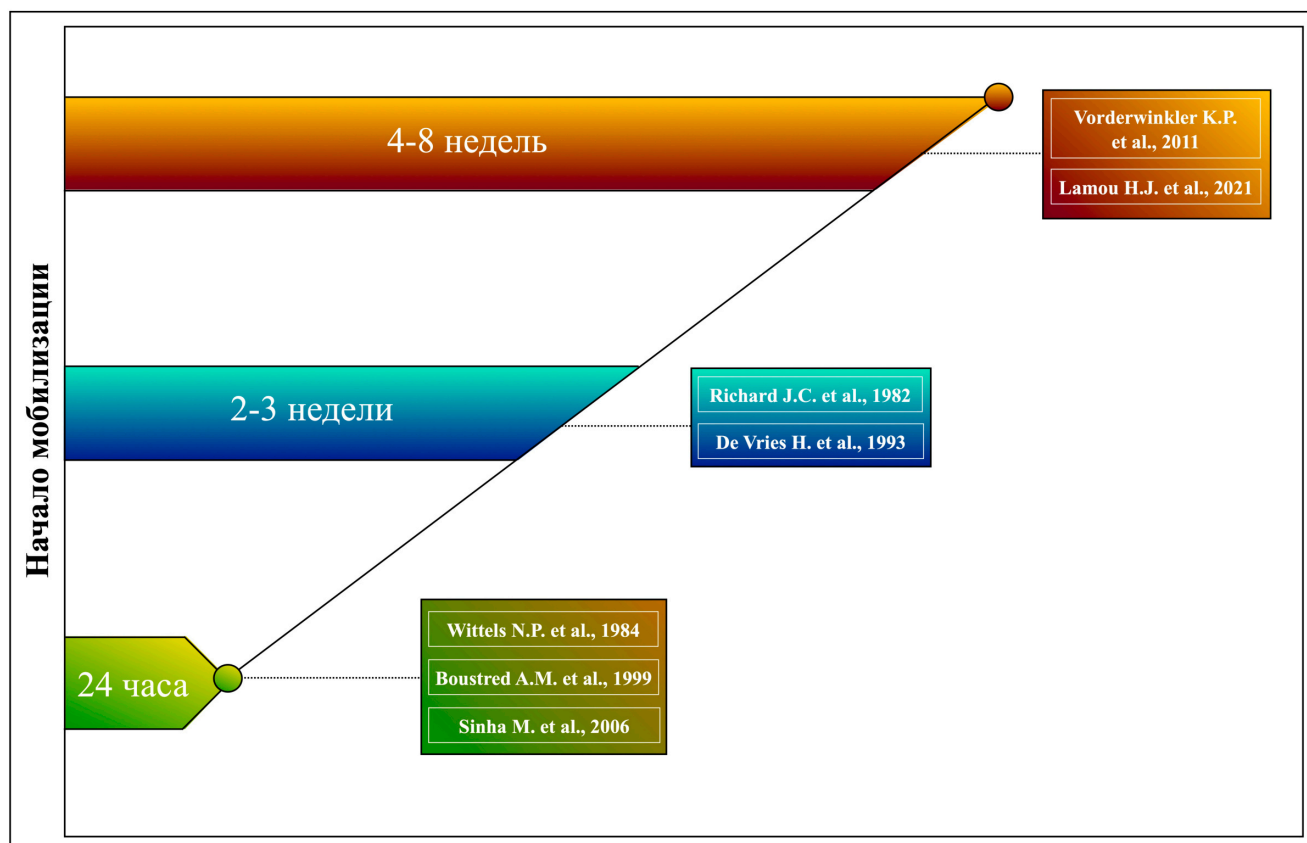 Начало мобилизации
4-8 недель
Vorderwinkler K.P.
et al., 2011
Lamou H.J. et al., 2021
2-3 недели
Richard J.C. et al., 1982
De Vries H. et al., 1993
24 часа
Wittels N.P. et al., 1984
Boustred A.M. et al., 1999
Sinha M. et al., 2006